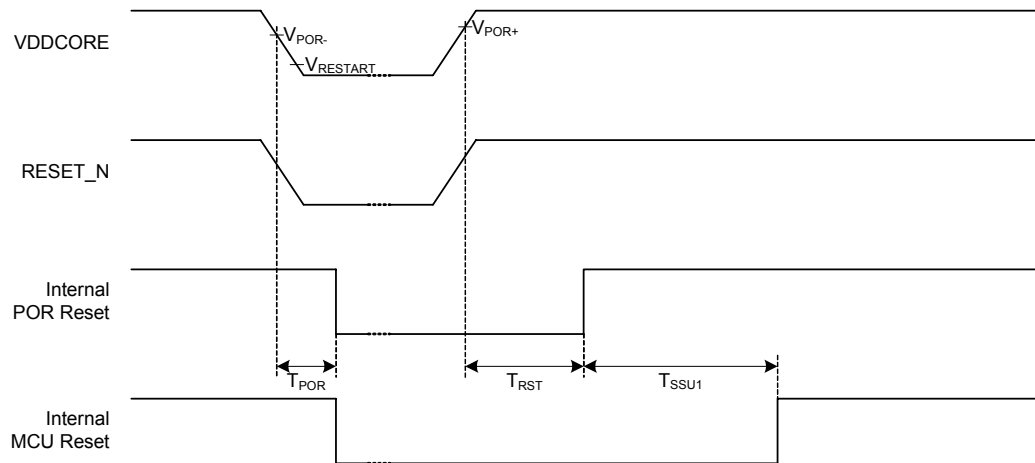 VDDCORE
VPOR-
VPOR+
VRESTART
RESET_N
Internal
POR Reset
TPOR
TRST
TSSU1
Internal
MCU Reset